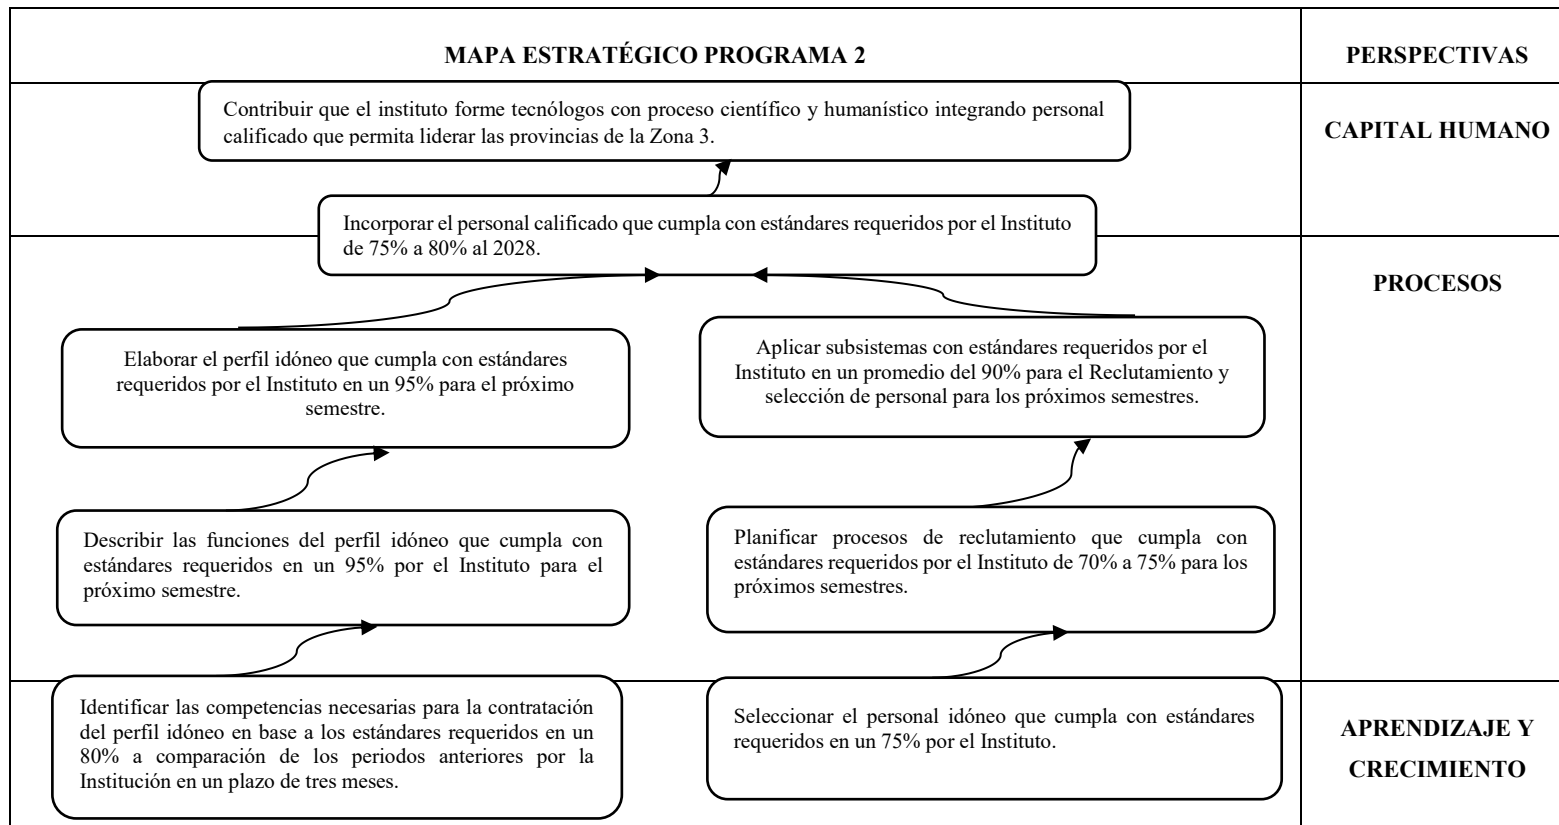 MAPA ESTRATÉGICO PROGRAMA 2
PERSPECTIVAS
Contribuir que el instituto forme tecnólogos con proceso científico y humanístico integrando personal
calificado que permita liderar las provincias de la Zona 3.
CAPITAL HUMANO
Incorporar el personal calificado que cumpla con estándares requeridos por el Instituto
de 75% a 80% al 2028.
PROCESOS
Elaborar el perfil idóneo que cumpla con estándares
requeridos por el Instituto en un 95% para el próximo
semestre.
Aplicar subsistemas con estándares requeridos por el
Instituto en un promedio del 90% para el Reclutamiento y
selección de personal para los próximos semestres.
Describir las funciones del perfil idóneo que cumpla con
estándares requeridos en un 95% por el Instituto para el
próximo semestre.
Planificar procesos de reclutamiento que cumpla con
estándares requeridos por el Instituto de 70% a 75% para los
próximos semestres.
Identificar las competencias necesarias para la contratación
del perfil idóneo en base a los estándares requeridos en un
80% a comparación de los periodos anteriores por la
Institución en un plazo de tres meses.
Seleccionar el personal idóneo que cumpla con estándares
requeridos en un 75% por el Instituto.
APRENDIZAJE Y
CRECIMIENTO